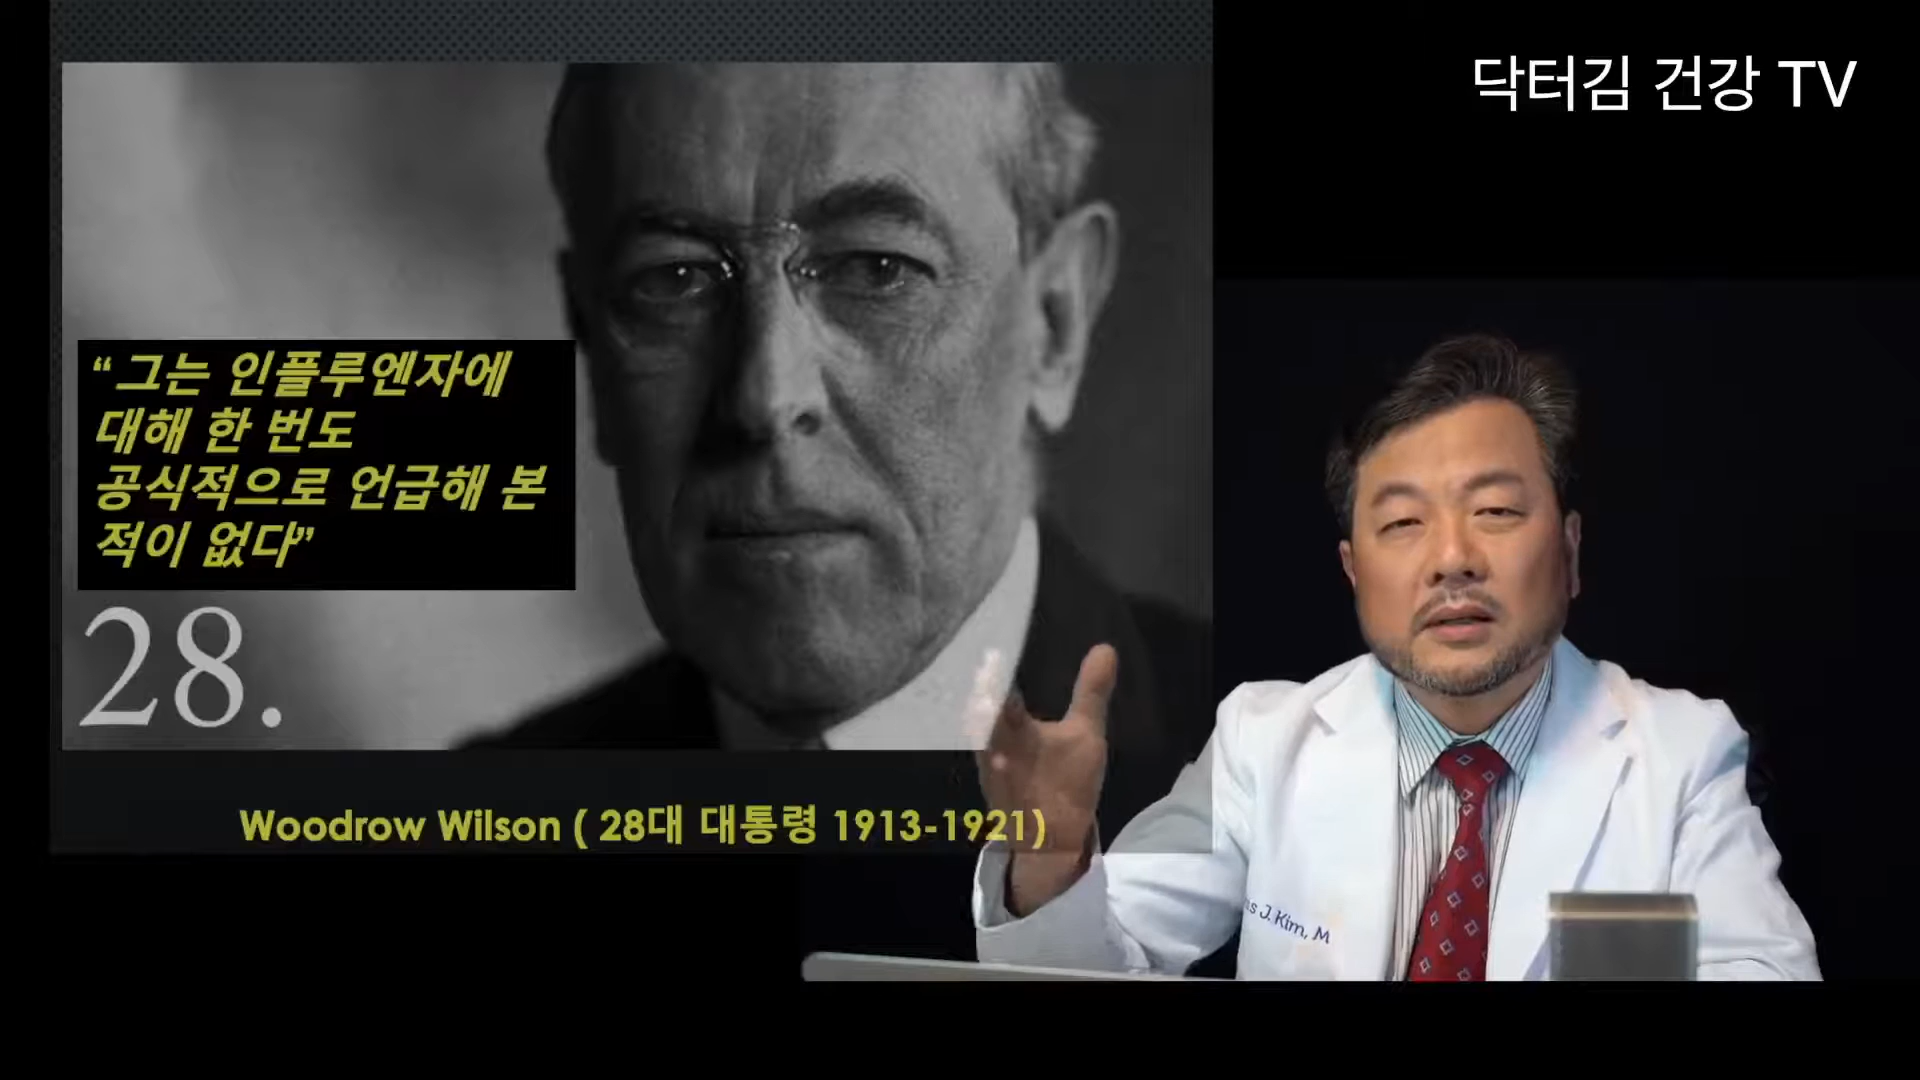 닥터김 건강 TV
“그는 인플루엔자에
대해 한 번도
공식적으로 언급해 본
적이 없다”
28.
Woodrow Wilson ( 28대 대통령 1913-1921)
J. Kim, M